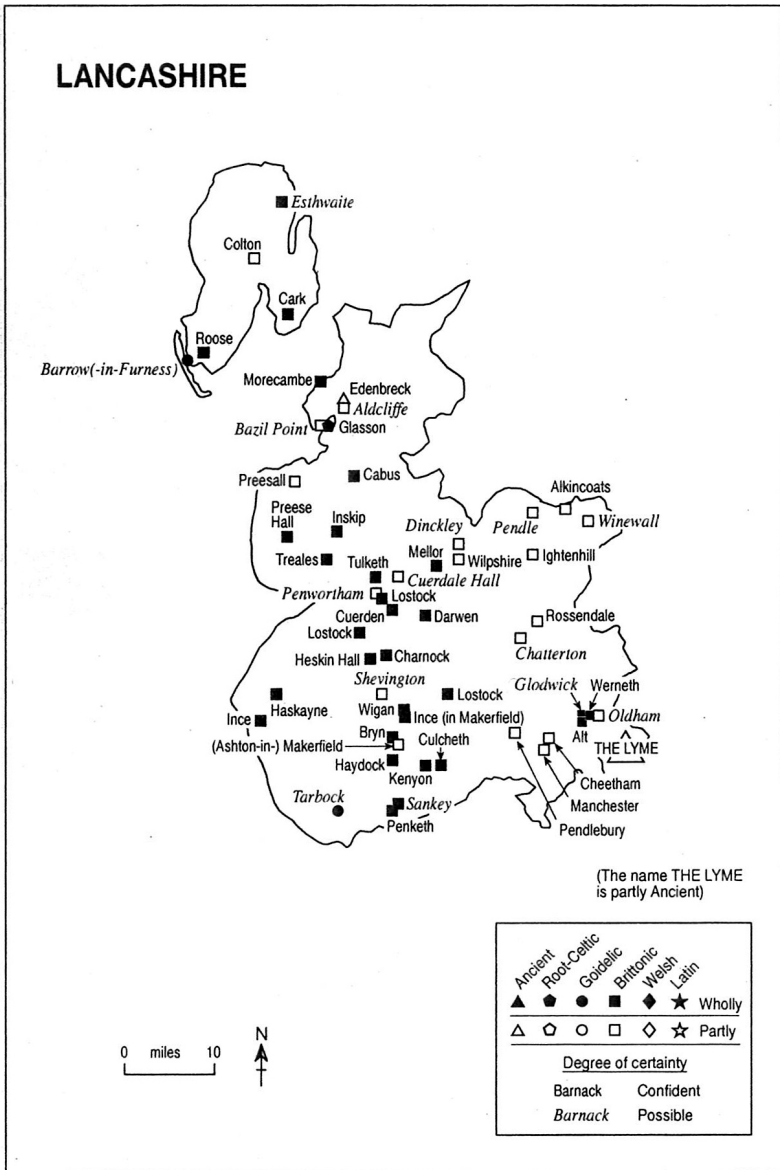 LANCASHIRE
Esthwaite
Colton
Cark
Roose
Barrow(-in-Furness)
Morecambe
Edenbreck
Aldcliffe
Bazil Point
Glasson
Preesall
Cabus
Alkincoats
Preese
Hall
Inskip
Dinckley
Pendle
Winewall
Treales
Tulketh
Mellor
Wilpshire
Ightenhill
Cuerdale Hall
Penwortham
Lostock
Cuerden
Darwen
Rossendale
Lostock
Chatterton
Heskin Hall
Charnock
Shevington
Glodwick
Werneth
Haskayne
Wigan
Lostock
Oldham
Ince
Ince (in Makerfield)
Alt
Bryn
Culcheth
THE LYME
(Ashton-in-) Makerfield
Haydock
Kenyon
Cheetham
Tarbock
Sankey
Manchester
Penketh
Pendlebury
(The name THE LYME
is partly Ancient)
Ancient
Root-Celtic
Goidelic
Brittonic
Welsh
Latin
Wholly
Partly
Degree of certainty
Barnack Confident
Barnack Possible
0 miles 10
N